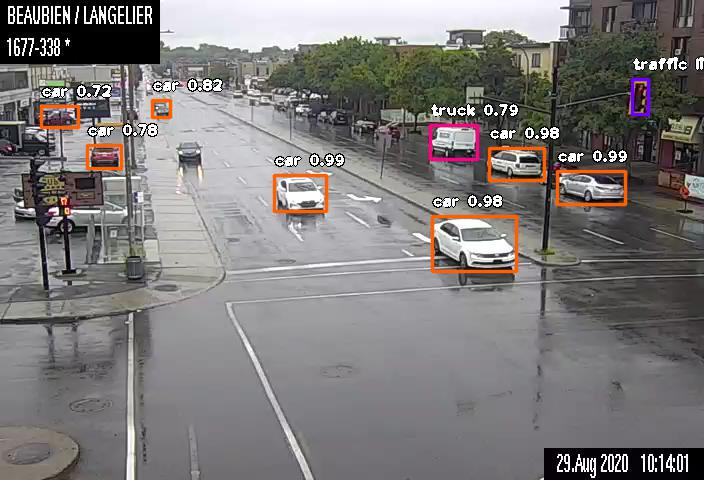 BEAUBIEN / LANGELIER
1677-338 *
car 0.72
car 0.82
traffic
car 0.78
truck 0.79
car 0.98
car 0.99
car 0.99
car 0.98
29.Aug 2020 10:14:01